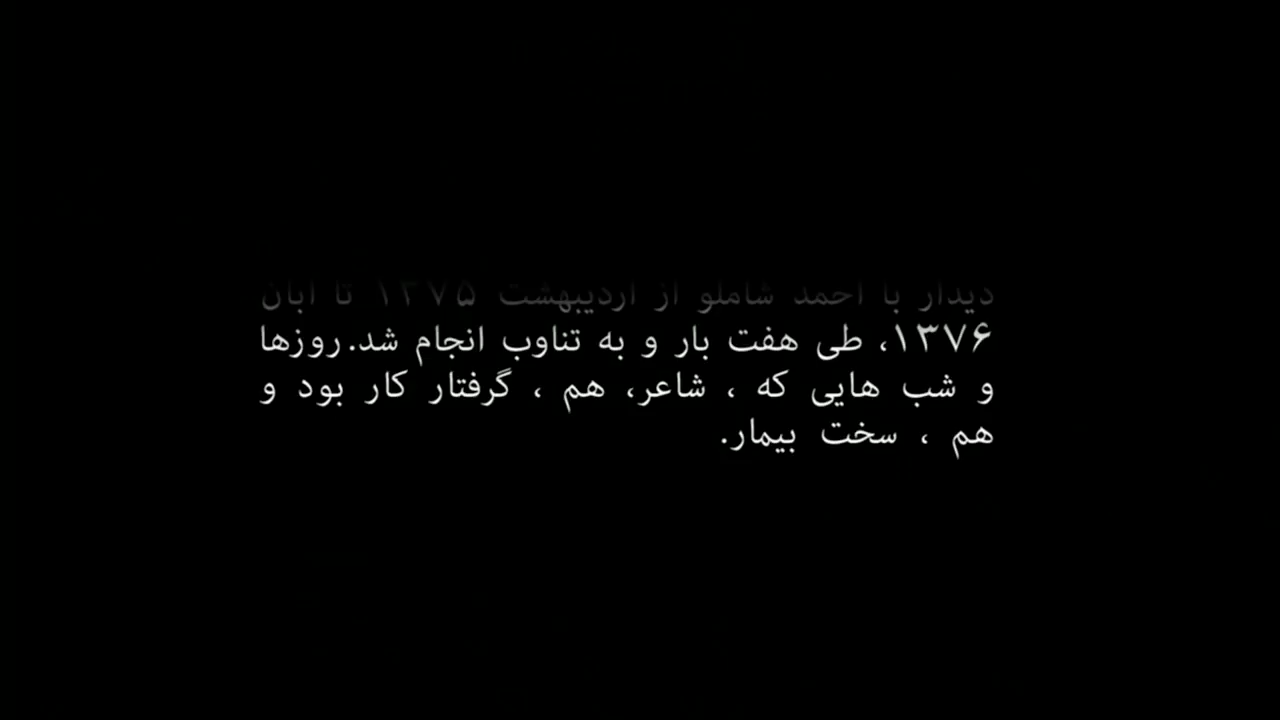 دیدار با احمد شاملو از اردیبهشت ۱۳۷۵ تا آبان
۱۳۷۶، طی هفت بار و به تناوب انجام شد.روزها
و شب هایی که ، شاعر، هم ، گرفتار کار بود و
هم ، سخت بیمار.